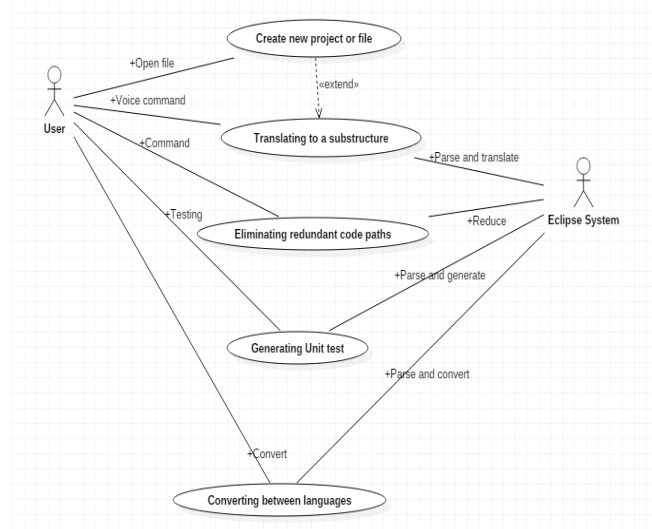 Create new project or file
+Open file
«extend»
+Voice command
User
Translating to a substructure
+Command
+Parse and translate
+Testing
+Reduce
Eclipse System
Eliminating redundant code paths
+Parse and generate
Generating Unit test
+Parse and convert
+Convert
Converting between languages